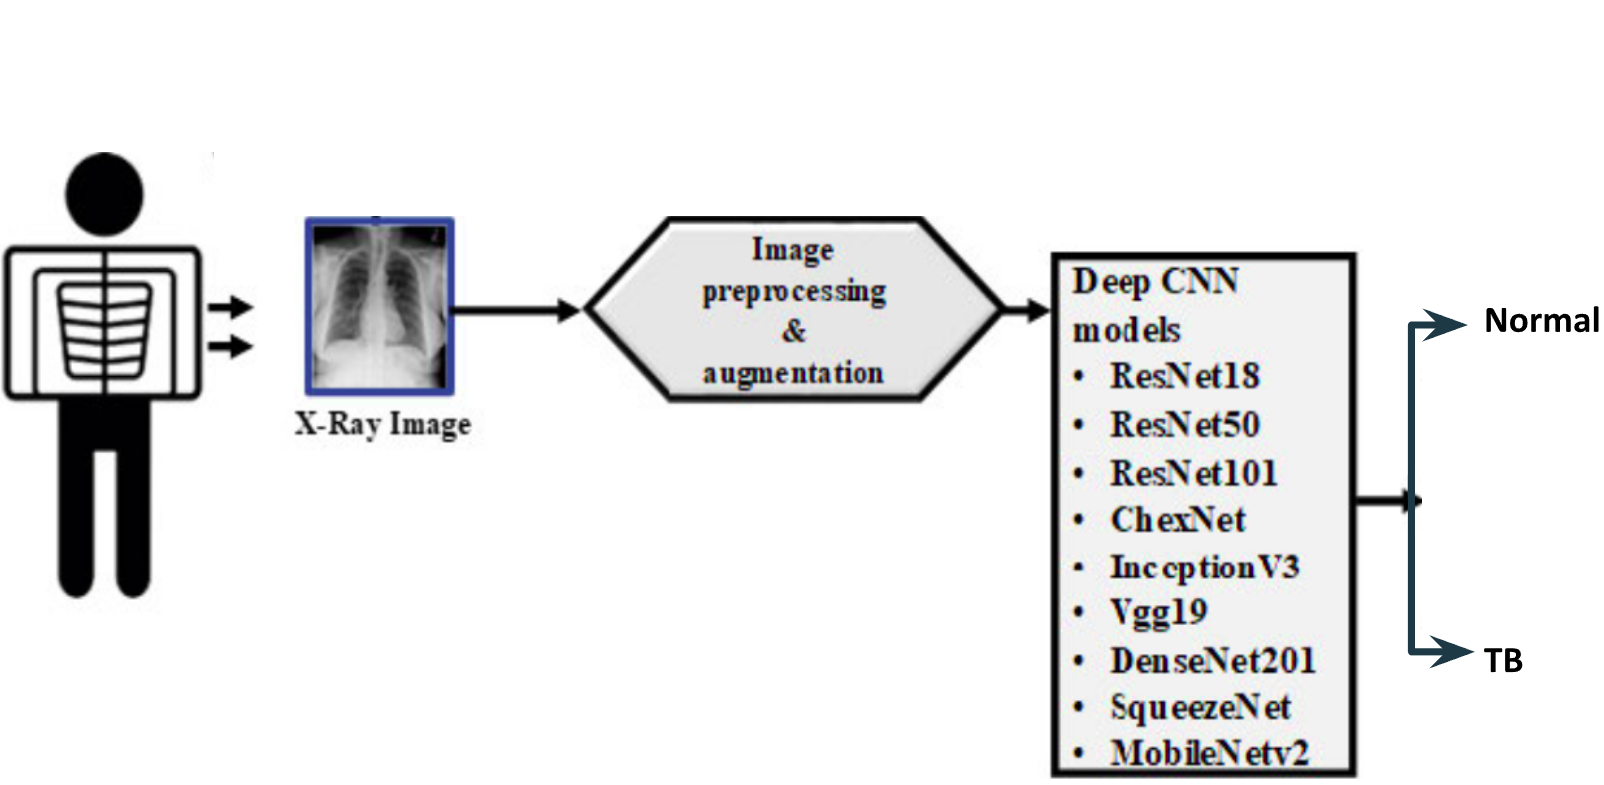 X-Ray Image
Image
preprocessing
&
augmentation
Deep CNN
models
• ResNet18
• ResNet50
• ResNet101
• ChexNet
• InceptionV3
• Vgg19
• DenseNet201
• SqueezeNet
• MobileNetv2
Normal
TB